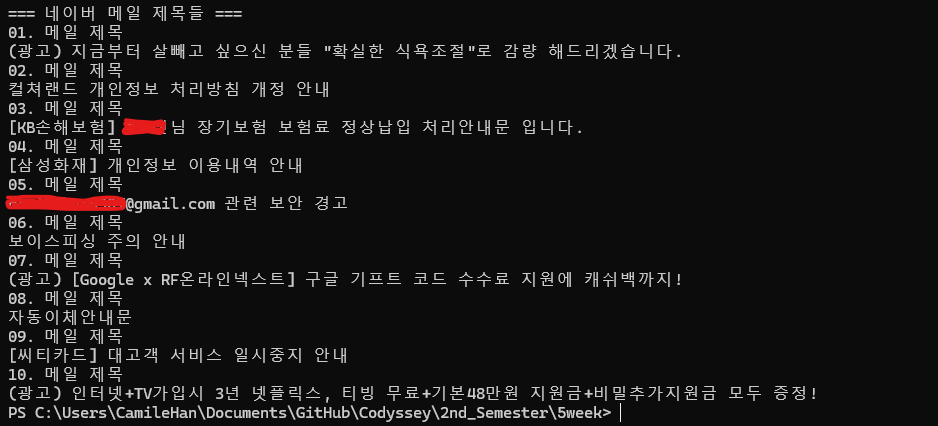 === 네이버 메일 제목들 ===
01. 메일 제목
(광고) 지금부터 살빼고 싶으신 분들 "확실한 식욕조절"로 감량 해드리겠습니다.
02. 메일 제목
컬쳐랜드 개인정보 처리방침 개정 안내
03. 메일 제목
[KB손해보험] 님 장기보험 보험료 정상납입 처리안내문 입니다.
04. 메일 제목
[삼성화재] 개인정보 이용내역 안내
05. 메일 제목
@gmail.com 관련 보안 경고
06. 메일 제목
보이스피싱 주의 안내
07. 메일 제목
(광고) [Google x RF온라인넥스트] 구글 기프트 코드 수수료 지원에 캐쉬백까지!
08. 메일 제목
자동이체안내문
09. 메일 제목
[씨티카드] 대고객 서비스 일시중지 안내
10. 메일 제목
(광고) 인터넷+TV가입시 3년 넷플릭스, 티빙 무료+기본48만원 지원금+비밀추가지원금 모두 증정!
PS C:\Users\CamileHan\Documents\GitHub\Codyssey\2nd_Semester\5week>